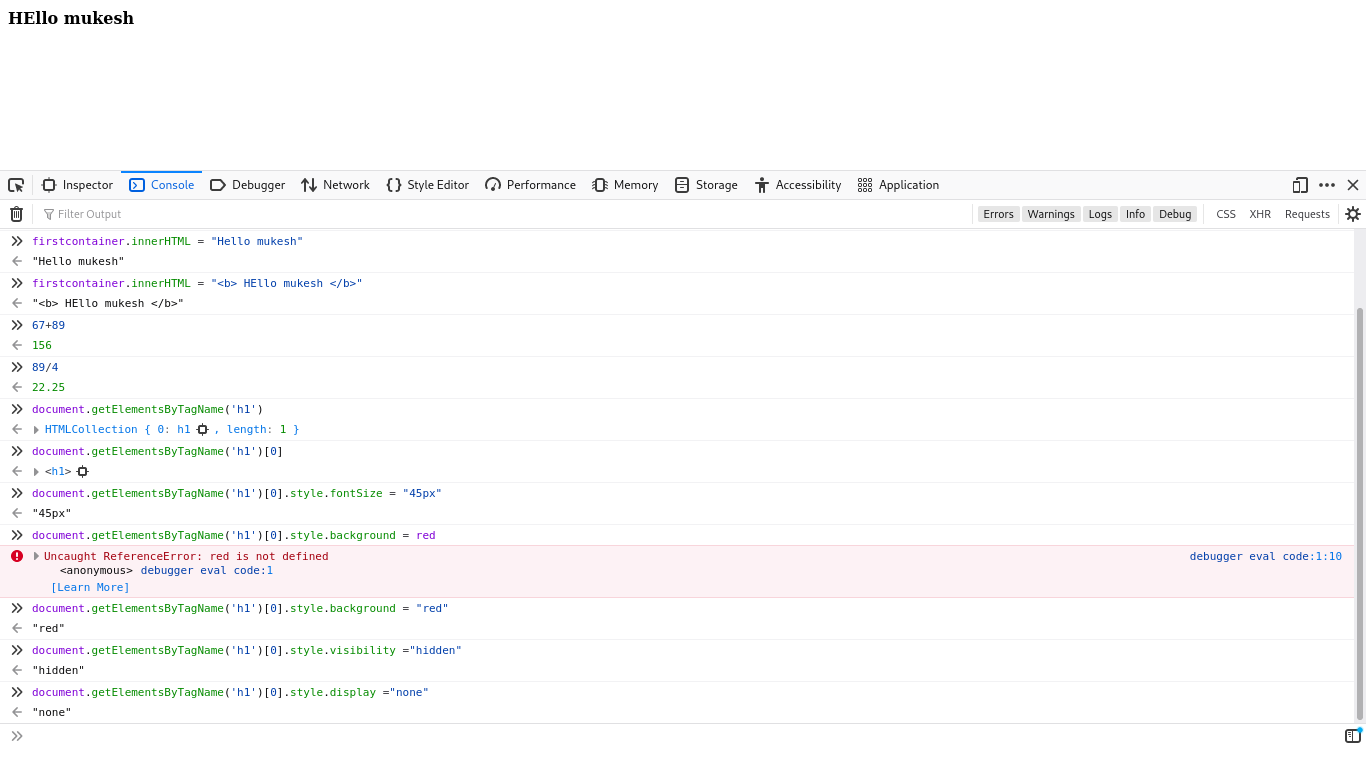 HEllo mukesh
Inspector Console Debugger Network Style Editor Performance Memory Storage Accessibility Application
Filter Output Errors Warnings Logs Info Debug CSS XHR Requests
firstcontainer.innerHTML = "Hello mukesh"
"Hello mukesh"
firstcontainer.innerHTML = "<b> HEllo mukesh </b>"
"<b> HEllo mukesh </b>"
67+89
156
89/4
22.25
document.getElementsByTagName('h1')
HTMLCollection { 0: h1 , length: 1 }
document.getElementsByTagName('h1')[0]
<h1>
document.getElementsByTagName('h1')[0].style.fontSize = "45px"
"45px"
document.getElementsByTagName('h1')[0].style.background = red
Uncaught ReferenceError: red is not defined debugger eval code:1:10
<anonymous> debugger eval code:1
[Learn More]
document.getElementsByTagName('h1')[0].style.background = "red"
"red"
document.getElementsByTagName('h1')[0].style.visibility ="hidden"
"hidden"
document.getElementsByTagName('h1')[0].style.display ="none"
"none"